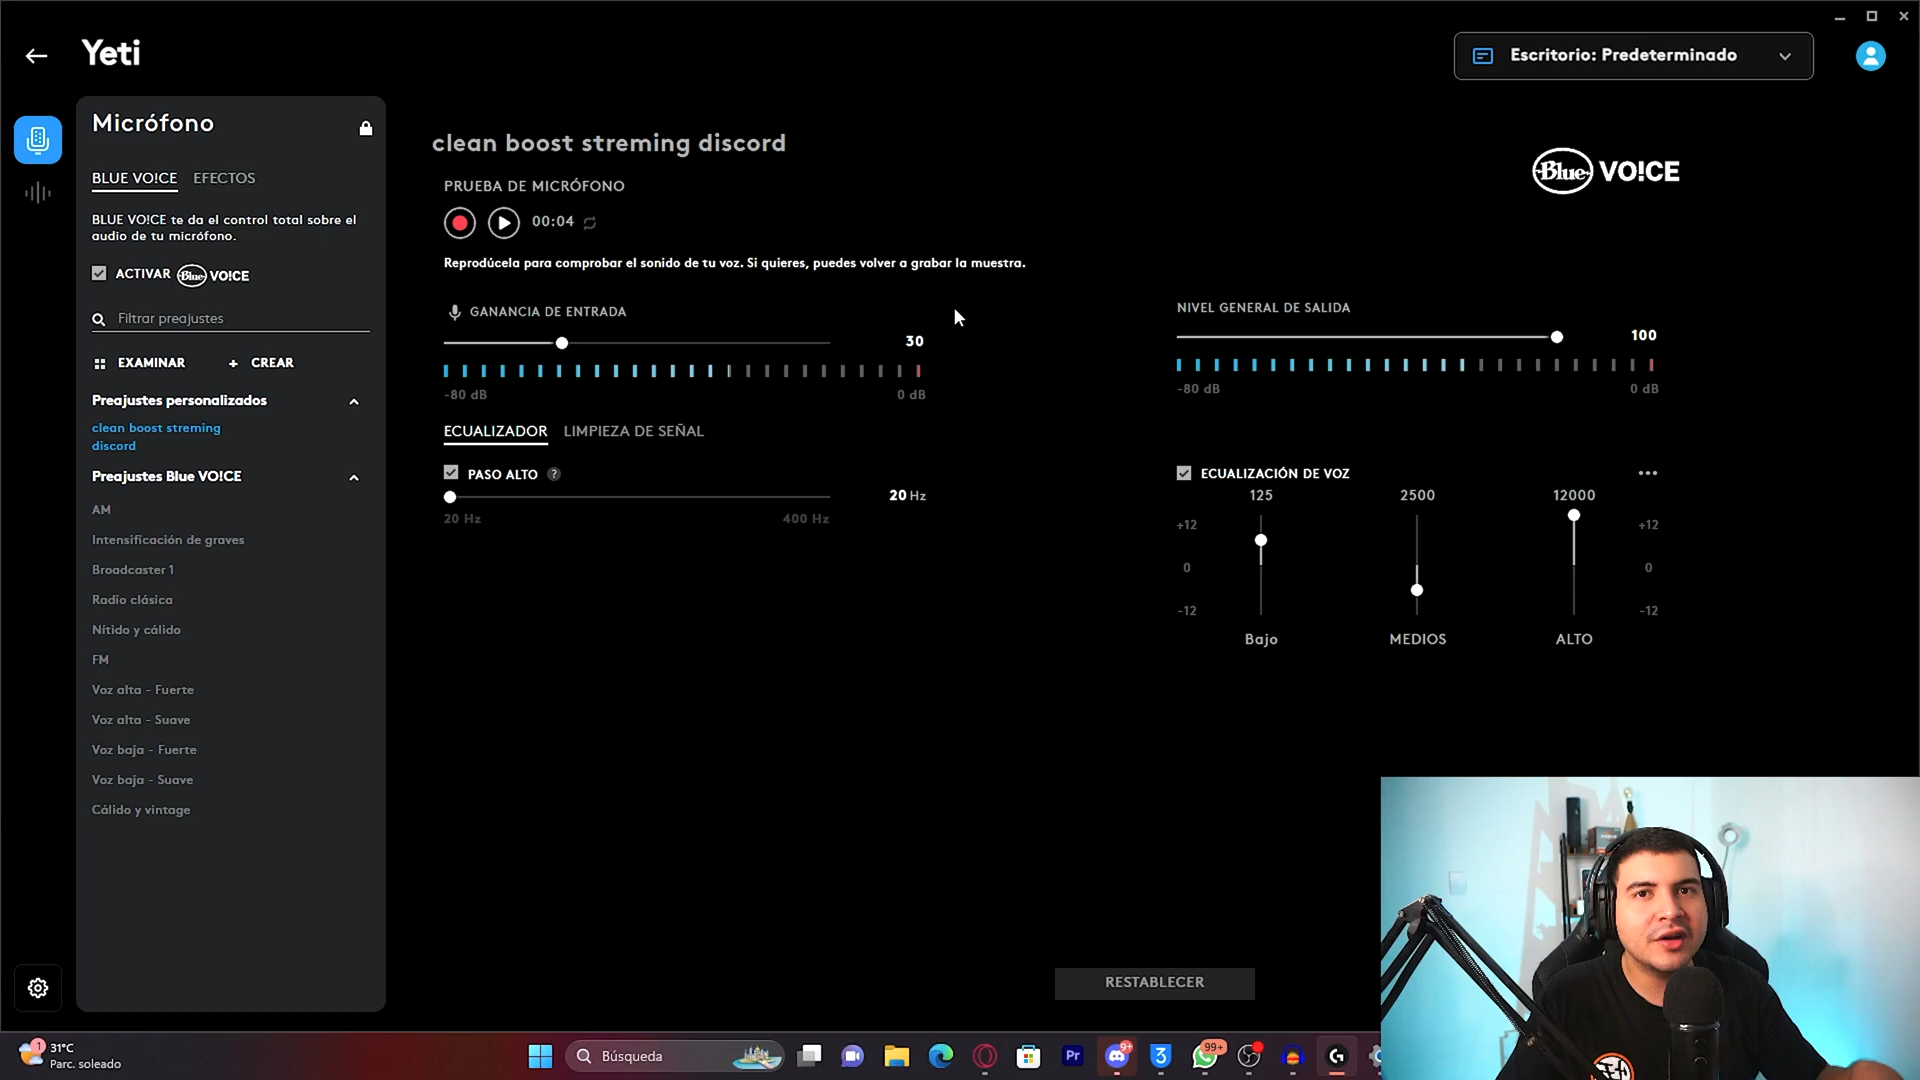 Yeti
Escritorio: Predeterminado
Micrófono
BLUE VO!CE EFECTOS
BLUE VO!CE te da el control total sobre el
audio de tu micrófono.
ACTIVAR Blue VO!CE
Filtrar preajustes
EXAMINAR + CREAR
Preajustes personalizados
clean boost streming
discord
Preajustes Blue VO!CE
AM
Intensificación de graves
Broadcaster 1
Radio clásica
Nítido y cálido
FM
Voz alta - Fuerte
Voz alta - Suave
Voz baja - Fuerte
Voz baja - Suave
Cálido y vintage
clean boost streming discord
Blue VO!CE
PRUEBA DE MICRÓFONO
00:04
Reprodúcela para comprobar el sonido de tu voz. Si quieres, puedes volver a grabar la muestra.
GANANCIA DE ENTRADA
30
-80 dB 0 dB
NIVEL GENERAL DE SALIDA
100
-80 dB 0 dB
ECUALIZADOR LIMPIEZA DE SEÑAL
PASO ALTO ?
20 Hz
20 Hz 400 Hz
ECUALIZACIÓN DE VOZ
125 2500 12000
+12 +12
0 0
-12 -12
Bajo MEDIOS ALTO
RESTABLECER
1
31°C
Parc. soleado
Búsqueda
Pr
9+
3
99+
G